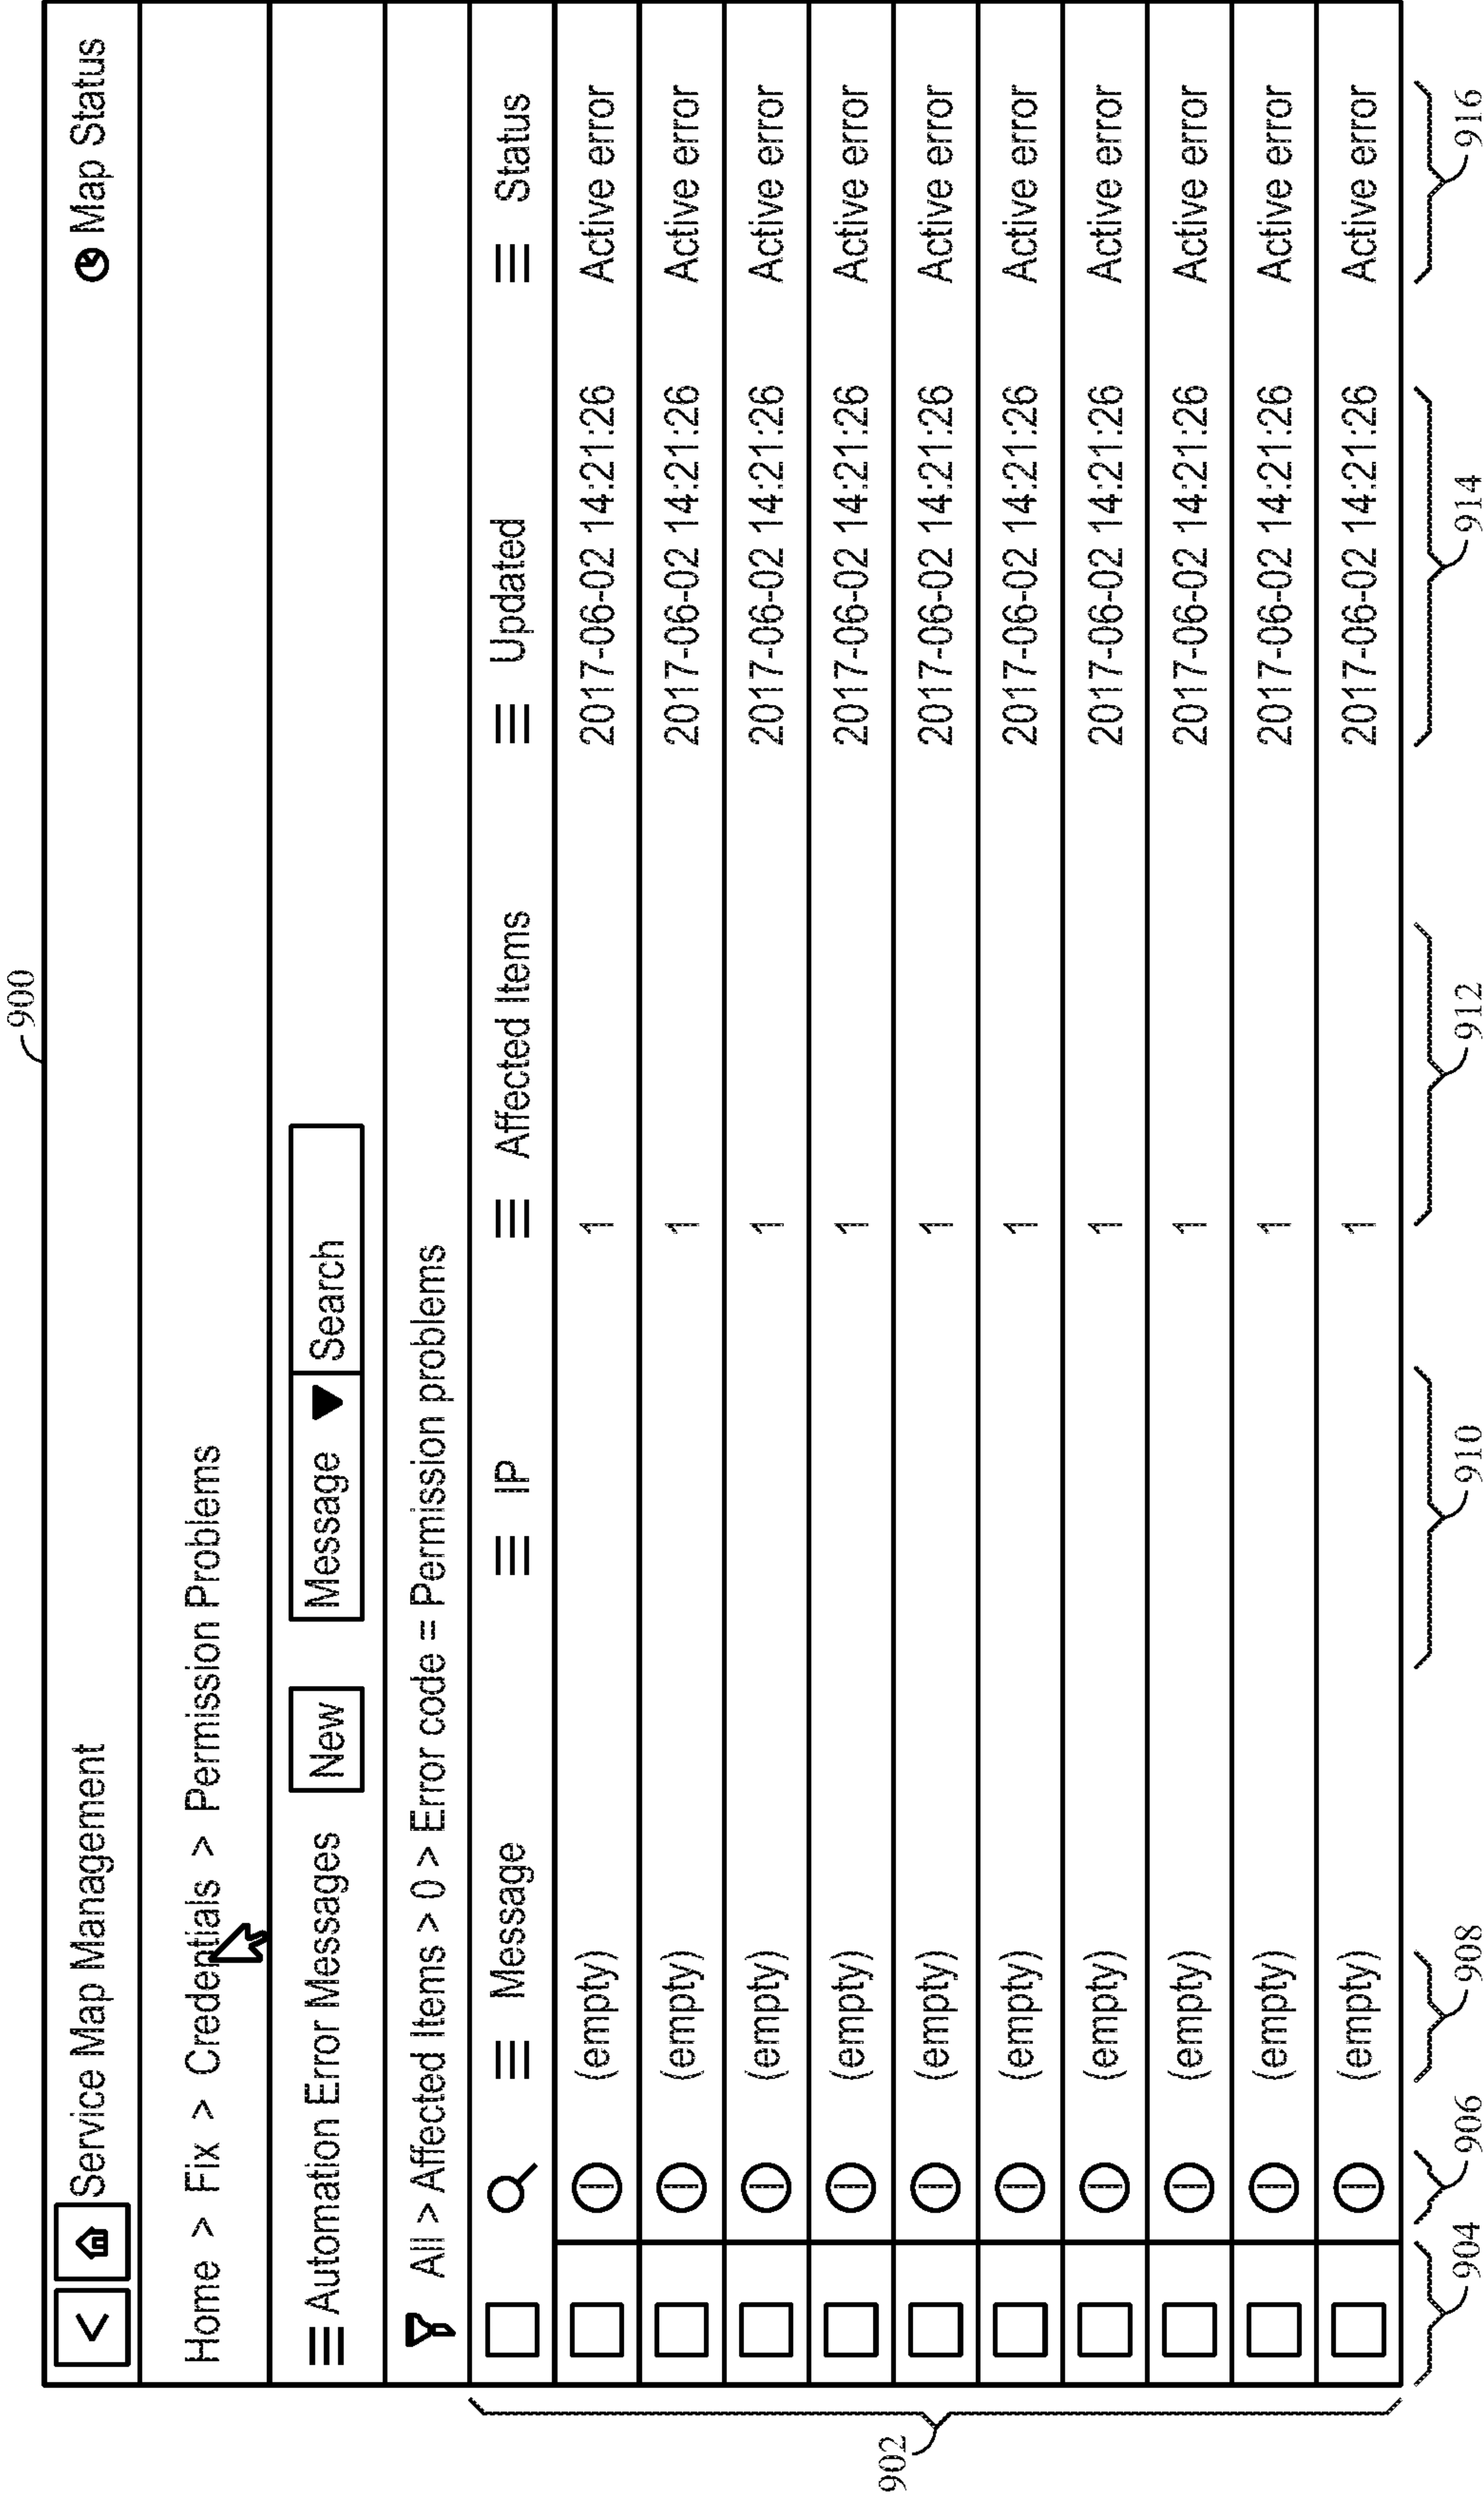 900
< Service Map Management Map Status
Home > Fix > Credentials > Permission Problems
Automation Error Messages New Message ▼ Search
All > Affected Items > 0 > Error code = Permission problems
Message IP Affected Items Updated Status
(empty) 1 2017-06-02 14:21:26 Active error
(empty) 1 2017-06-02 14:21:26 Active error
(empty) 1 2017-06-02 14:21:26 Active error
(empty) 1 2017-06-02 14:21:26 Active error
(empty) 1 2017-06-02 14:21:26 Active error
(empty) 1 2017-06-02 14:21:26 Active error
(empty) 1 2017-06-02 14:21:26 Active error
(empty) 1 2017-06-02 14:21:26 Active error
(empty) 1 2017-06-02 14:21:26 Active error
(empty) 1 2017-06-02 14:21:26 Active error
902
904 906 908 910 912 914 916